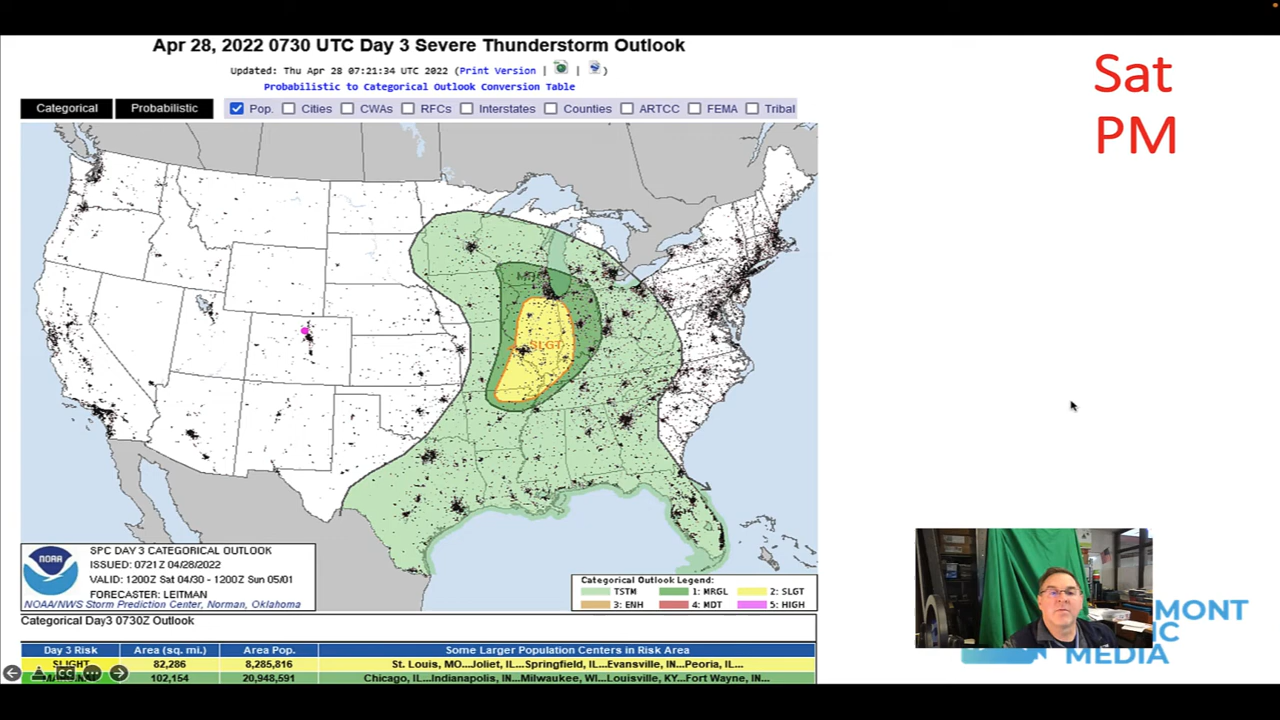 Apr 28, 2022 0730 UTC Day 3 Severe Thunderstorm Outlook
Updated: Thu Apr 28 07:21:34 UTC 2022 (Print Version | | )
Probabilistic to Categorical Outlook Conversion Table
Categorical Probabilistic Pop. Cities CWAs RFCs Interstates Counties ARTCC FEMA Tribal
Sat
PM
SLGT
NOAA
SPC DAY 3 CATEGORICAL OUTLOOK
ISSUED: 0721Z 04/28/2022
VALID: 1200Z Sat 04/30 - 1200Z Sun 05/01
FORECASTER: LEITMAN
NOAA/NWS Storm Prediction Center, Norman, Oklahoma
Categorical Outlook Legend:
TSTM 1: MRGL 2: SLGT
3: ENH 4: MDT 5: HIGH
Categorical Day3 0730Z Outlook
Day 3 Risk Area (sq. mi.) Area Pop. Some Larger Population Centers in Risk Area
SLIGHT 82,286 8,285,816 St. Louis, MO...Joliet, IL...Springfield, IL...Evansville, IN...Peoria, IL...
102,154 20,948,591 Chicago, IL...Indianapolis, IN...Milwaukee, WI...Louisville, KY...Fort Wayne, IN...
CC
MONT
IC
MEDIA